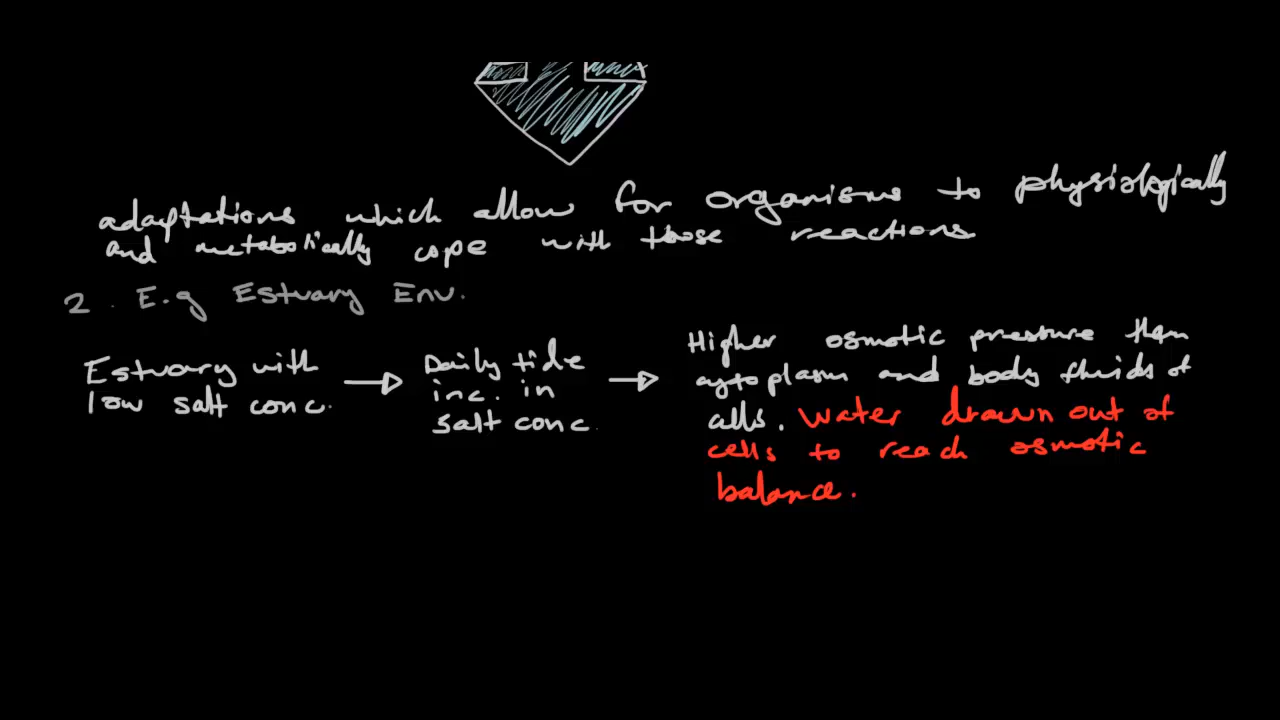 adaptations which allow for organisms to physiologically
and metabolically cope with those reactions
2. E.g Estuary Env.
Estuary with
low salt conc.
Daily tide
inc. in
salt conc.
Higher osmotic pressure than
cytoplasm and body fluids of
cells. Water drawn out of
cells to reach osmotic
balance.